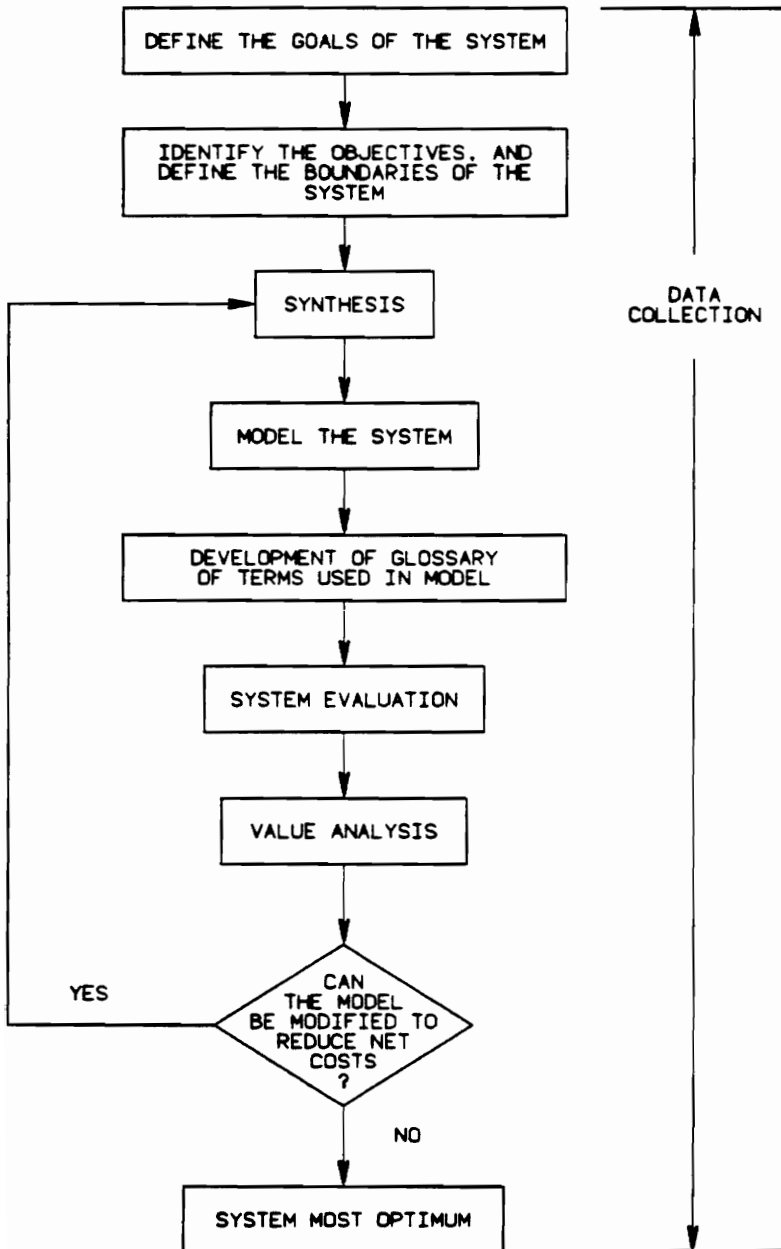 DEFINE THE GOALS OF THE SYSTEM
IDENTIFY THE OBJECTIVES. AND
DEFINE THE BOUNDARIES OF THE
SYSTEM
SYNTHESIS
DATA
COLLECTION
MODEL THE SYSTEM
DEVELOPMENT OF GLOSSARY
OF TERMS USED IN MODEL
SYSTEM EVALUATION
VALUE ANALYSIS
YES
CAN
THE MODEL
BE MODIFIED TO
REDUCE NET
COSTS
?
NO
SYSTEM MOST OPTIMUM